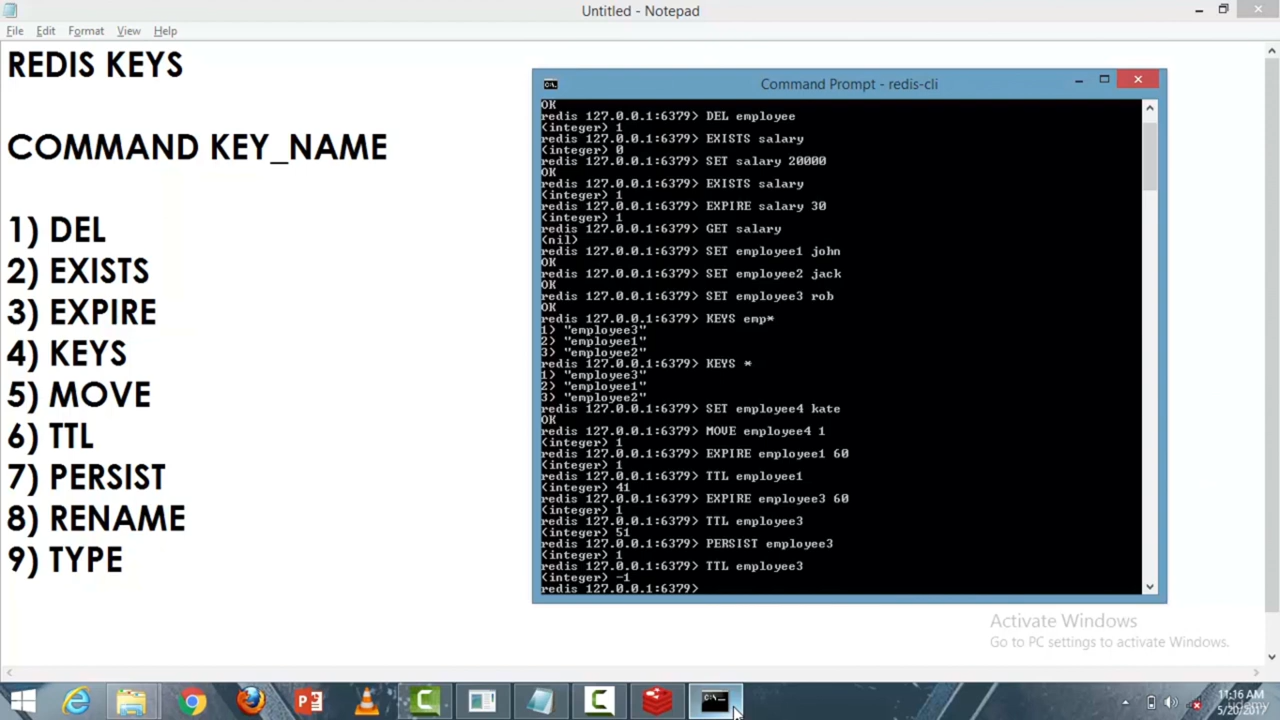 Untitled - Notepad
File Edit Format View Help
REDIS KEYS
COMMAND KEY_NAME
1) DEL
2) EXISTS
3) EXPIRE
4) KEYS
5) MOVE
6) TTL
7) PERSIST
8) RENAME
9) TYPE
Command Prompt - redis-cli
OK
redis 127.0.0.1:6379> DEL employee
(integer) 1
redis 127.0.0.1:6379> EXISTS salary
(integer) 0
redis 127.0.0.1:6379> SET salary 20000
OK
redis 127.0.0.1:6379> EXISTS salary
(integer) 1
redis 127.0.0.1:6379> EXPIRE salary 30
(integer) 1
redis 127.0.0.1:6379> GET salary
(nil)
redis 127.0.0.1:6379> SET employee1 john
OK
redis 127.0.0.1:6379> SET employee2 jack
OK
redis 127.0.0.1:6379> SET employee3 rob
OK
redis 127.0.0.1:6379> KEYS emp*
1) "employee3"
2) "employee1"
3) "employee2"
redis 127.0.0.1:6379> KEYS *
1) "employee3"
2) "employee1"
3) "employee2"
redis 127.0.0.1:6379> SET employee4 kate
OK
redis 127.0.0.1:6379> MOVE employee4 1
(integer) 1
redis 127.0.0.1:6379> EXPIRE employee1 60
(integer) 1
redis 127.0.0.1:6379> TTL employee1
(integer) 41
redis 127.0.0.1:6379> EXPIRE employee3 60
(integer) 1
redis 127.0.0.1:6379> TTL employee3
(integer) 51
redis 127.0.0.1:6379> PERSIST employee3
(integer) 1
redis 127.0.0.1:6379> TTL employee3
(integer) -1
redis 127.0.0.1:6379>
Activate Windows
Go to PC settings to activate Windows.
11:16 AM
5/20/2017
udemy